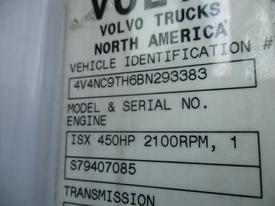 VOLVO TRUCKS
NORTH AMERICA
VEHICLE IDENTIFICATION #
4V4NC9TH6BN293383
MODEL & SERIAL NO.
ENGINE
ISX 450HP 2100RPM, 1
S79407085
TRANSMISSION